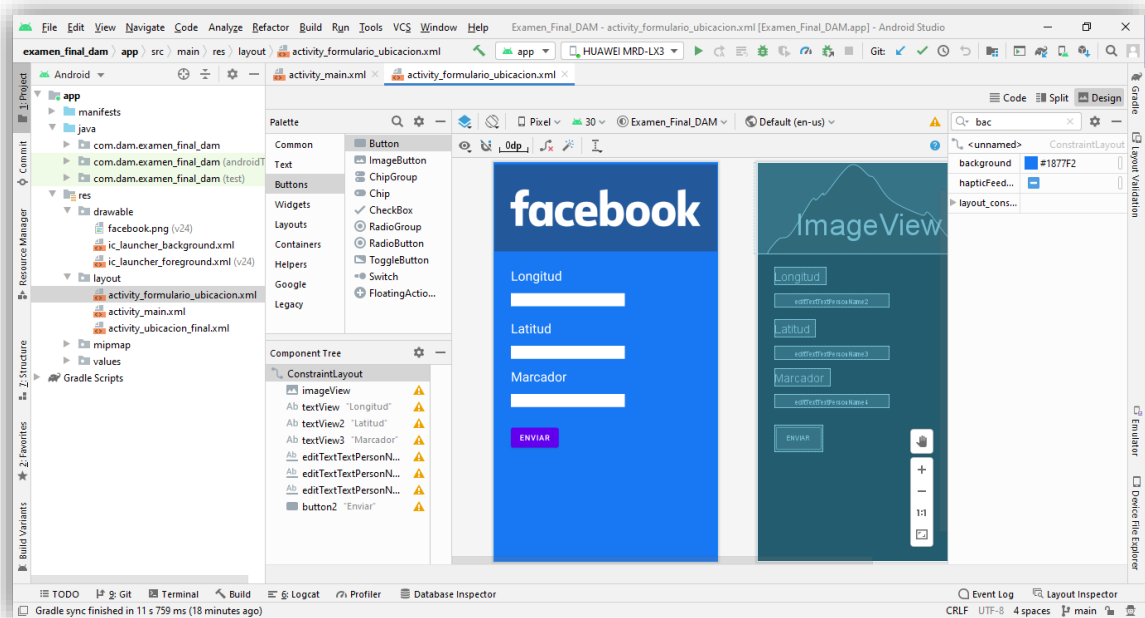 File Edit View Navigate Code Analyze Refactor Build Run Tools VCS Window Help Examen_Final_DAM - activity_formulario_ubicacion.xml [Examen_Final_DAM.app] - Android Studio
examen_final_dam app src main res layout activity_formulario_ubicacion.xml app HUAWEI MRD-LX3 Git:
1: Project
Commit
Resource Manager
7: Structure
2: Favorites
Build Variants
Android
app
manifests
java
com.dam.examen_final_dam
com.dam.examen_final_dam (androidT
com.dam.examen_final_dam (test)
res
drawable
facebook.png (v24)
ic_launcher_background.xml
ic_launcher_foreground.xml (v24)
layout
activity_formulario_ubicacion.xml
activity_main.xml
activity_ubicacion_final.xml
mipmap
values
Gradle Scripts
activity_main.xml activity_formulario_ubicacion.xml
Code Split Design
Palette
Common
Text
Buttons
Widgets
Layouts
Containers
Helpers
Google
Legacy
Button
ImageButton
ChipGroup
Chip
CheckBox
RadioGroup
RadioButton
ToggleButton
Switch
FloatingActio...
Component Tree
ConstraintLayout
imageView
Ab textView "Longitud"
Ab textView2 "Latitud"
Ab textView3 "Marcador"
Ab editTextTextPersonN...
Ab editTextTextPersonN...
Ab editTextTextPersonN...
button2 "Enviar"
Pixel 30 Examen_Final_DAM Default (en-us)
0dp
facebook
Longitud
Latitud
Marcador
ENVIAR
ImageView
Longitud
editTextTextPersonName2
Latitud
editTextTextPersonName3
Marcador
editTextTextPersonName4
ENVIAR
1:1
bac
<unnamed> ConstraintLayout
background #1877F2
hapticFeed...
layout_cons...
Gradle
Layout Validation
Emulator
Device File Explorer
TODO 9: Git Terminal Build 6: Logcat Profiler Database Inspector Event Log Layout Inspector
Gradle sync finished in 11 s 759 ms (18 minutes ago) CRLF UTF-8 4 spaces main